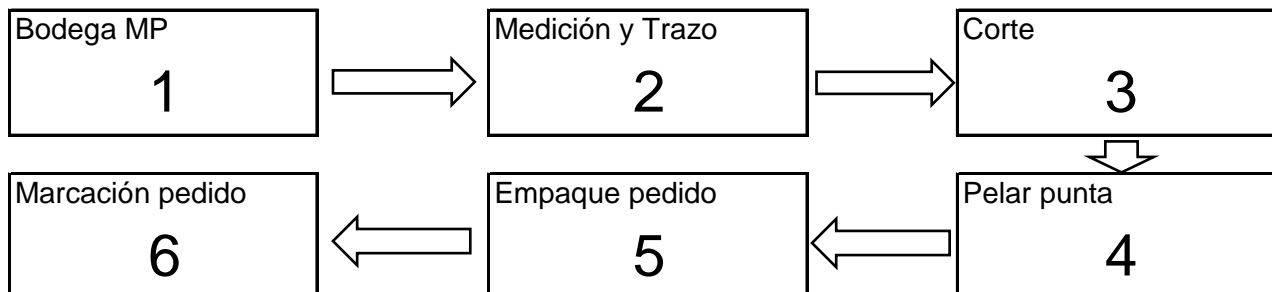 Bodega MP
1
Medición y Trazo
2
Corte
3
Pelar punta
4
Empaque pedido
5
Marcación pedido
6